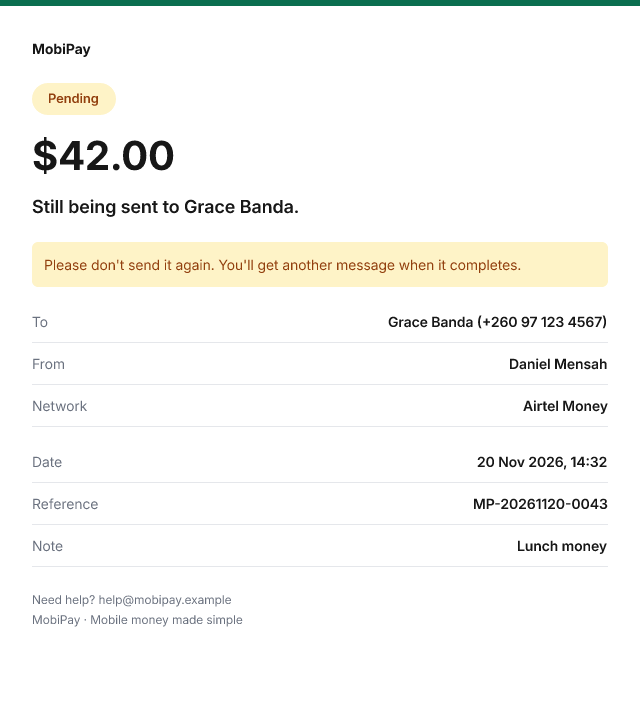 MobiPay
Pending
$42.00
Still being sent to Grace Banda.
Please don't send it again. You'll get another message when it completes.
To Grace Banda (+260 97 123 4567)
From Daniel Mensah
Network Airtel Money
Date 20 Nov 2026, 14:32
Reference MP-20261120-0043
Note Lunch money
Need help? help@mobipay.example
MobiPay · Mobile money made simple